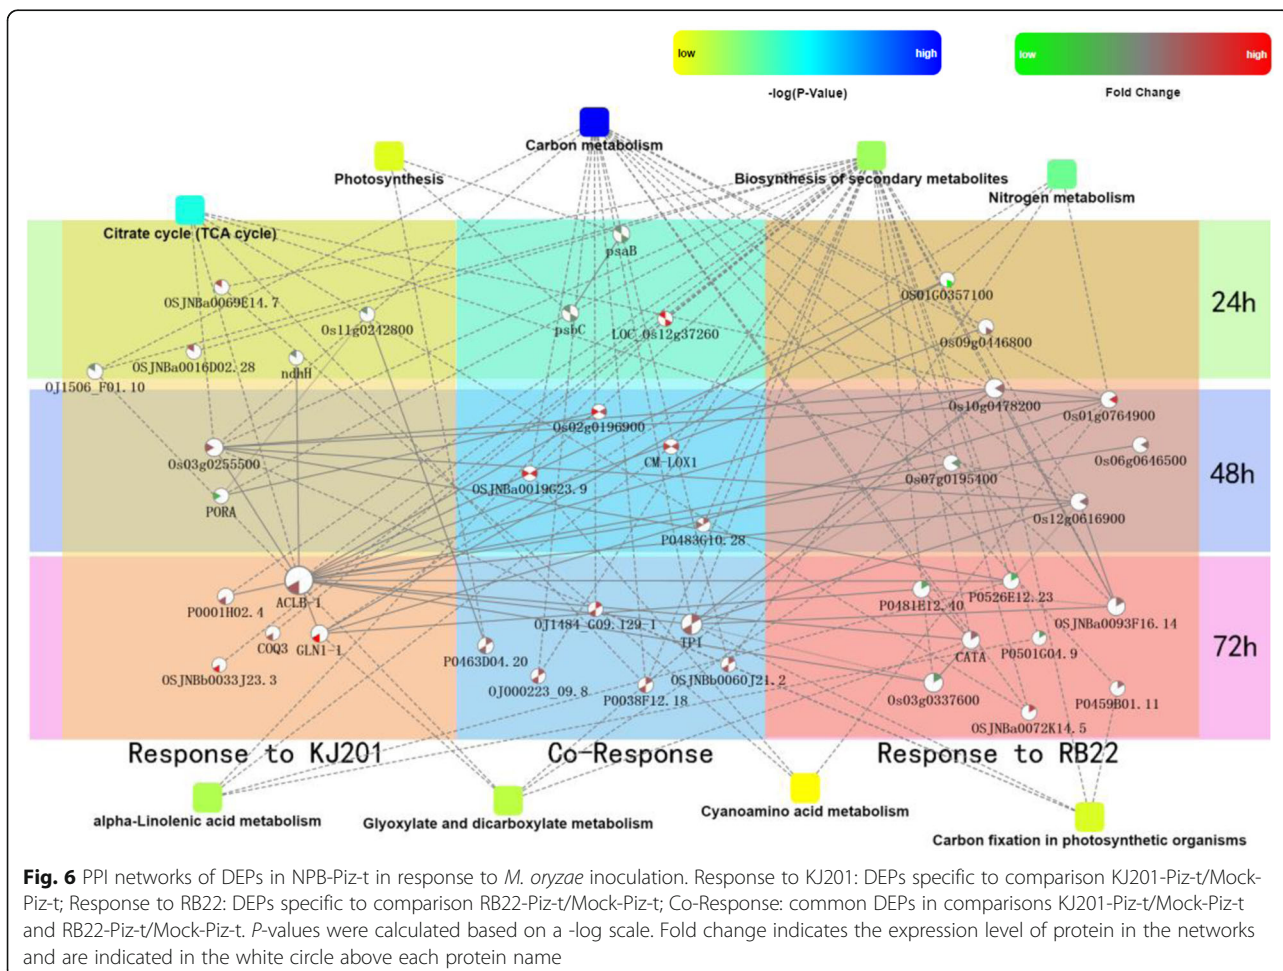 low high low high
-log(P-Value) Fold Change
Carbon metabolism
Photosynthesis
Biosynthesis of secondary metabolites
Nitrogen metabolism
Citrate cycle (TCA cycle)
psaB
24h
OSJNBa0069E14.7
OS01G0357100
Os11g0242800
psbC
LOC_Os12g37260
Os09g0446800
OSJNBa0016D02.28
ndhH
OJ1506_F01.10
Os10g0478200
Os01g0764900
Os02g0196900
Os03g0255500
CM-LOX1
Os06g0646500
Os07g0195400
48h
OSJNBa0019G23.9
PORA
Os12g0616900
P0483G10.28
ACLB-1
P0001H02.4
P0481E12.40
P0526E12.23
OJ1484_G09.129_1
OSJNBa0093F16.14
TPI
COQ3
GLN1-1
P0463D04.20
CATA
P0501G04.9
72h
OSJNBb0033J23.3
OJ000223_09.8
P0038F12.18
OSJNBb0060J21.2
Os03g0337600
P0459B01.11
OSJNBa0072K14.5
Response to KJ201 Co-Response Response to RB22
alpha-Linolenic acid metabolism
Glyoxylate and dicarboxylate metabolism
Cyanoamino acid metabolism
Carbon fixation in photosynthetic organisms
Fig. 6 PPI networks of DEPs in NPB-Piz-t in response to M. oryzae inoculation. Response to KJ201: DEPs specific to comparison KJ201-Piz-t/Mock-
Piz-t; Response to RB22: DEPs specific to comparison RB22-Piz-t/Mock-Piz-t; Co-Response: common DEPs in comparisons KJ201-Piz-t/Mock-Piz-t
and RB22-Piz-t/Mock-Piz-t. P-values were calculated based on a -log scale. Fold change indicates the expression level of protein in the networks
and are indicated in the white circle above each protein name